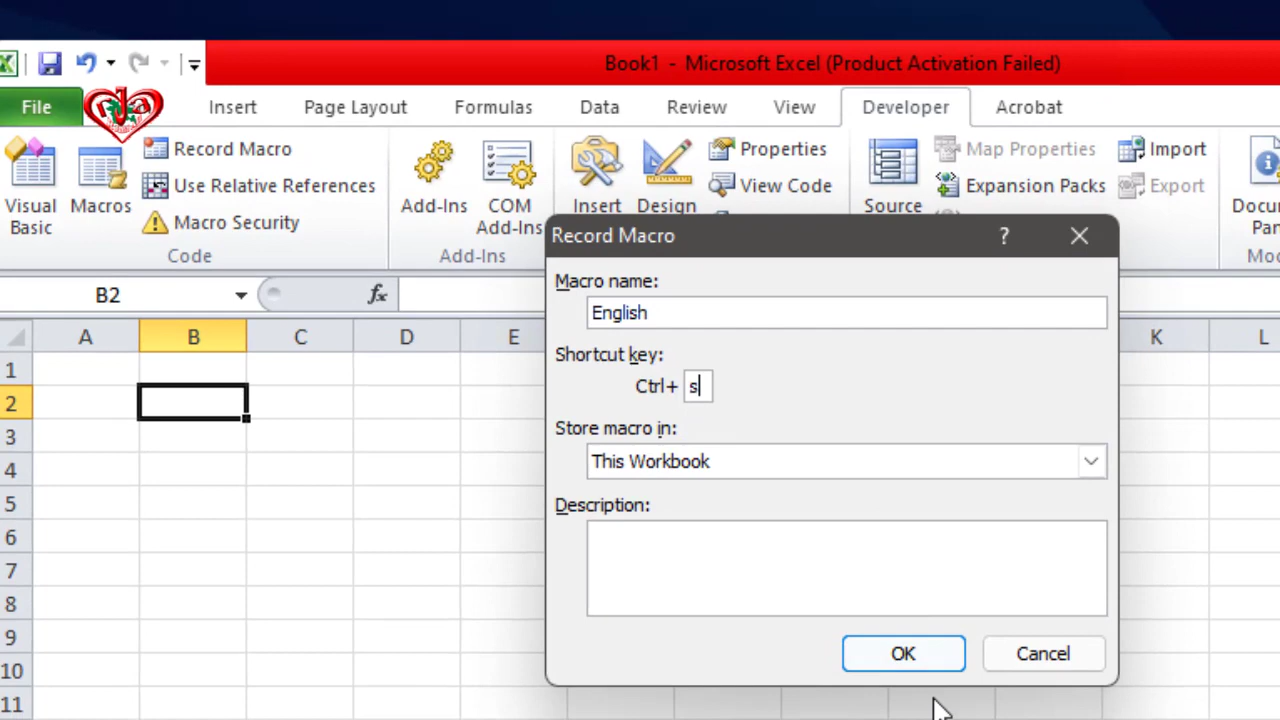 Book1 - Microsoft Excel (Product Activation Failed)
File Insert Page Layout Formulas Data Review View Developer Acrobat
Record Macro
Use Relative References
Macro Security
Visual Basic
Macros
Code
Add-Ins
COM Add-Ins
Add-Ins
Insert
Design
Properties
View Code
Source
Map Properties
Expansion Packs
Import
Export
Record Macro ?
Macro name:
English
Shortcut key:
Ctrl+ s
Store macro in:
This Workbook
Description:
OK Cancel
B2 fx
A B C D E K L
1
2
3
4
5
6
7
8
9
10
11